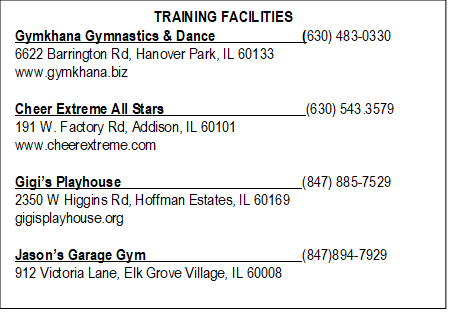 TRAINING FACILITIES
Gymkhana Gymnastics & Dance (630) 483-0330
6622 Barrington Rd, Hanover Park, IL 60133
www.gymkhana.biz
Cheer Extreme All Stars (630) 543.3579
191 W. Factory Rd, Addison, IL 60101
www.cheerextreme.com
Gigi's Playhouse (847) 885-7529
2350 W Higgins Rd, Hoffman Estates, IL 60169
gigisplayhouse.org
Jason's Garage Gym (847)894-7929
912 Victoria Lane, Elk Grove Village, IL 60008